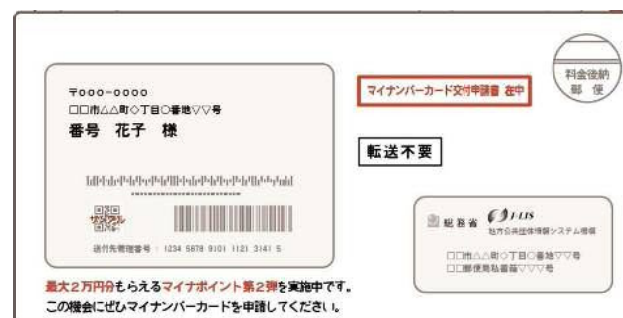 〒000-0000
□□市△△町◇丁目○番地▽▽号
番号 花子 様
送付先管理番号 : 1234 5678 9101 1121 3141 5
最大2万円分もらえるマイナポイント第2弾を実施中です。
この機会にぜひマイナンバーカードを申請してください。
マイナンバーカード交付申請書 在中
料金後納
郵 便
転送不要
総務省
J-LIS
地方公共団体情報システム機構
□□市△△町◇丁目○番地▽▽号
□□郵便局私書箱▽▽▽号